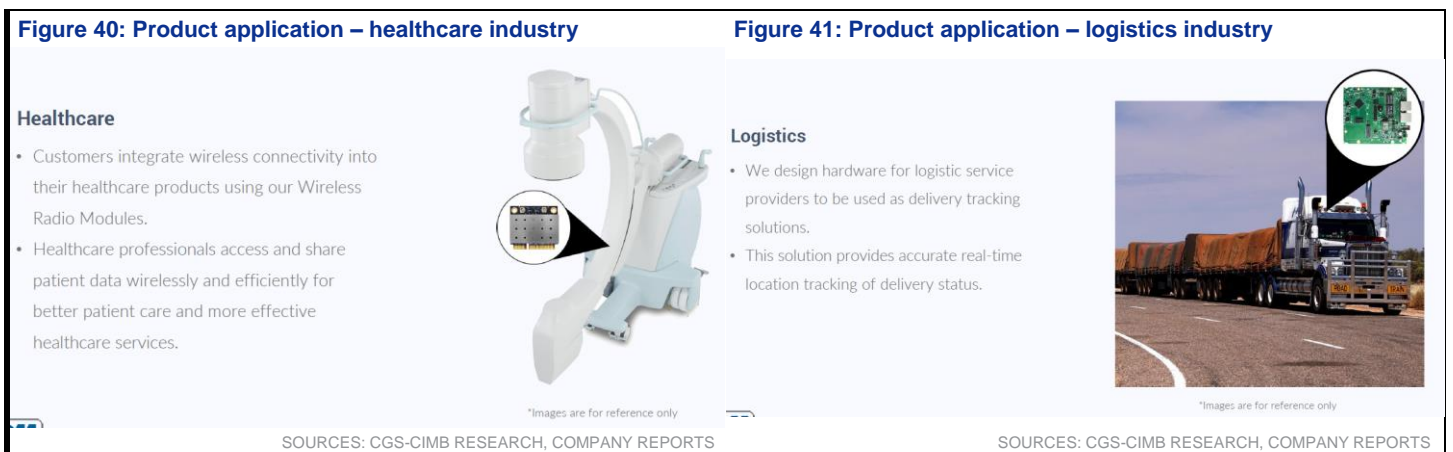 Figure 40: Product application – healthcare industry
Healthcare
• Customers integrate wireless connectivity into
their healthcare products using our Wireless
Radio Modules.
• Healthcare professionals access and share
patient data wirelessly and efficiently for
better patient care and more effective
healthcare services.
*Images are for reference only
SOURCES: CGS-CIMB RESEARCH, COMPANY REPORTS
Figure 41: Product application – logistics industry
Logistics
• We design hardware for logistic service
providers to be used as delivery tracking
solutions.
• This solution provides accurate real-time
location tracking of delivery status.
ROAD TRAIN
*Images are for reference only
SOURCES: CGS-CIMB RESEARCH, COMPANY REPORTS